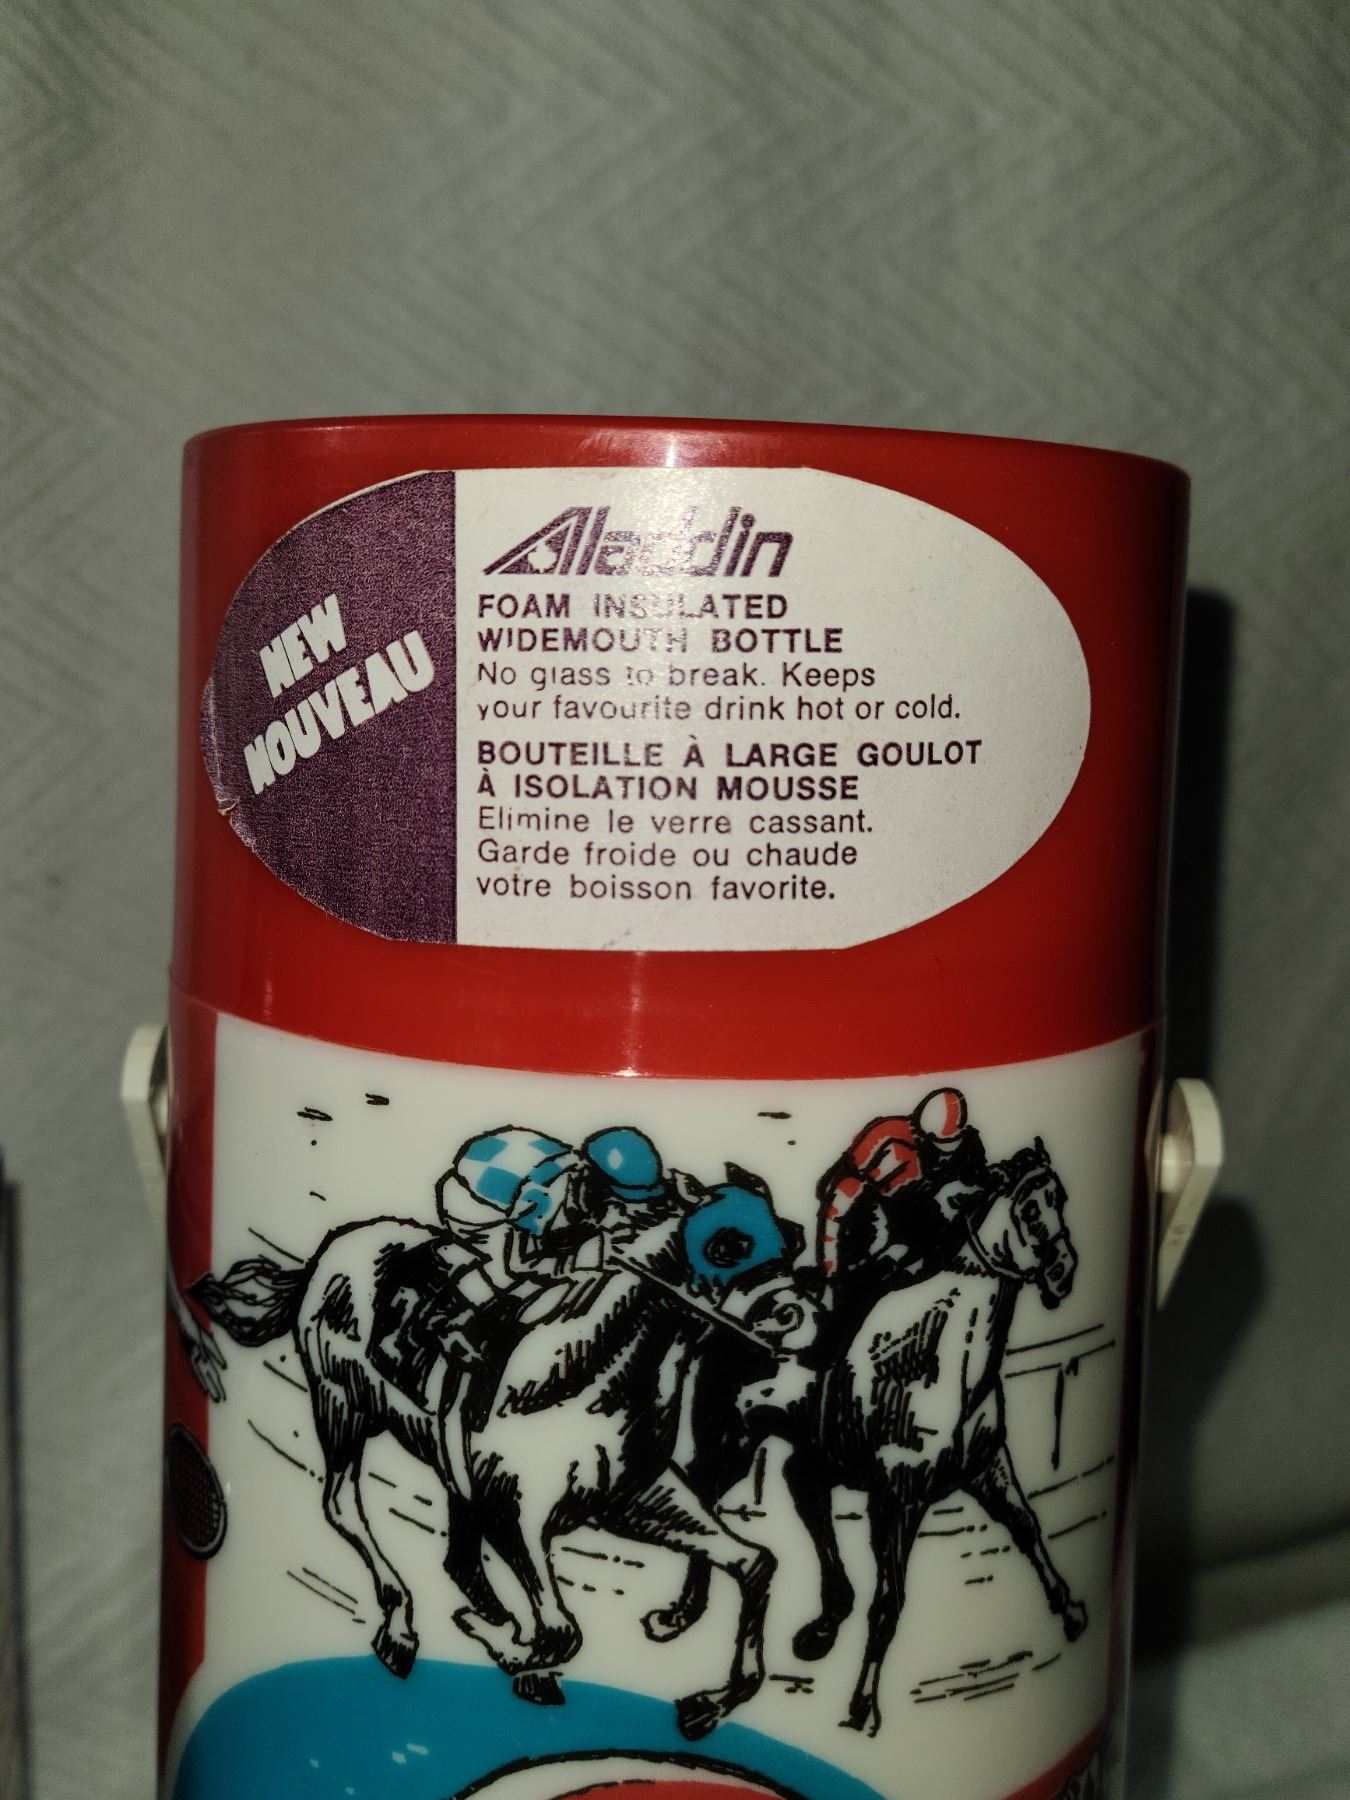 NEW
NOUVEAU
Aladdin
FOAM INSULATED
WIDEMOUTH BOTTLE
No glass to break. Keeps
your favourite drink hot or cold.
BOUTEILLE À LARGE GOULOT
À ISOLATION MOUSSE
Elimine le verre cassant.
Garde froide ou chaude
votre boisson favorite.